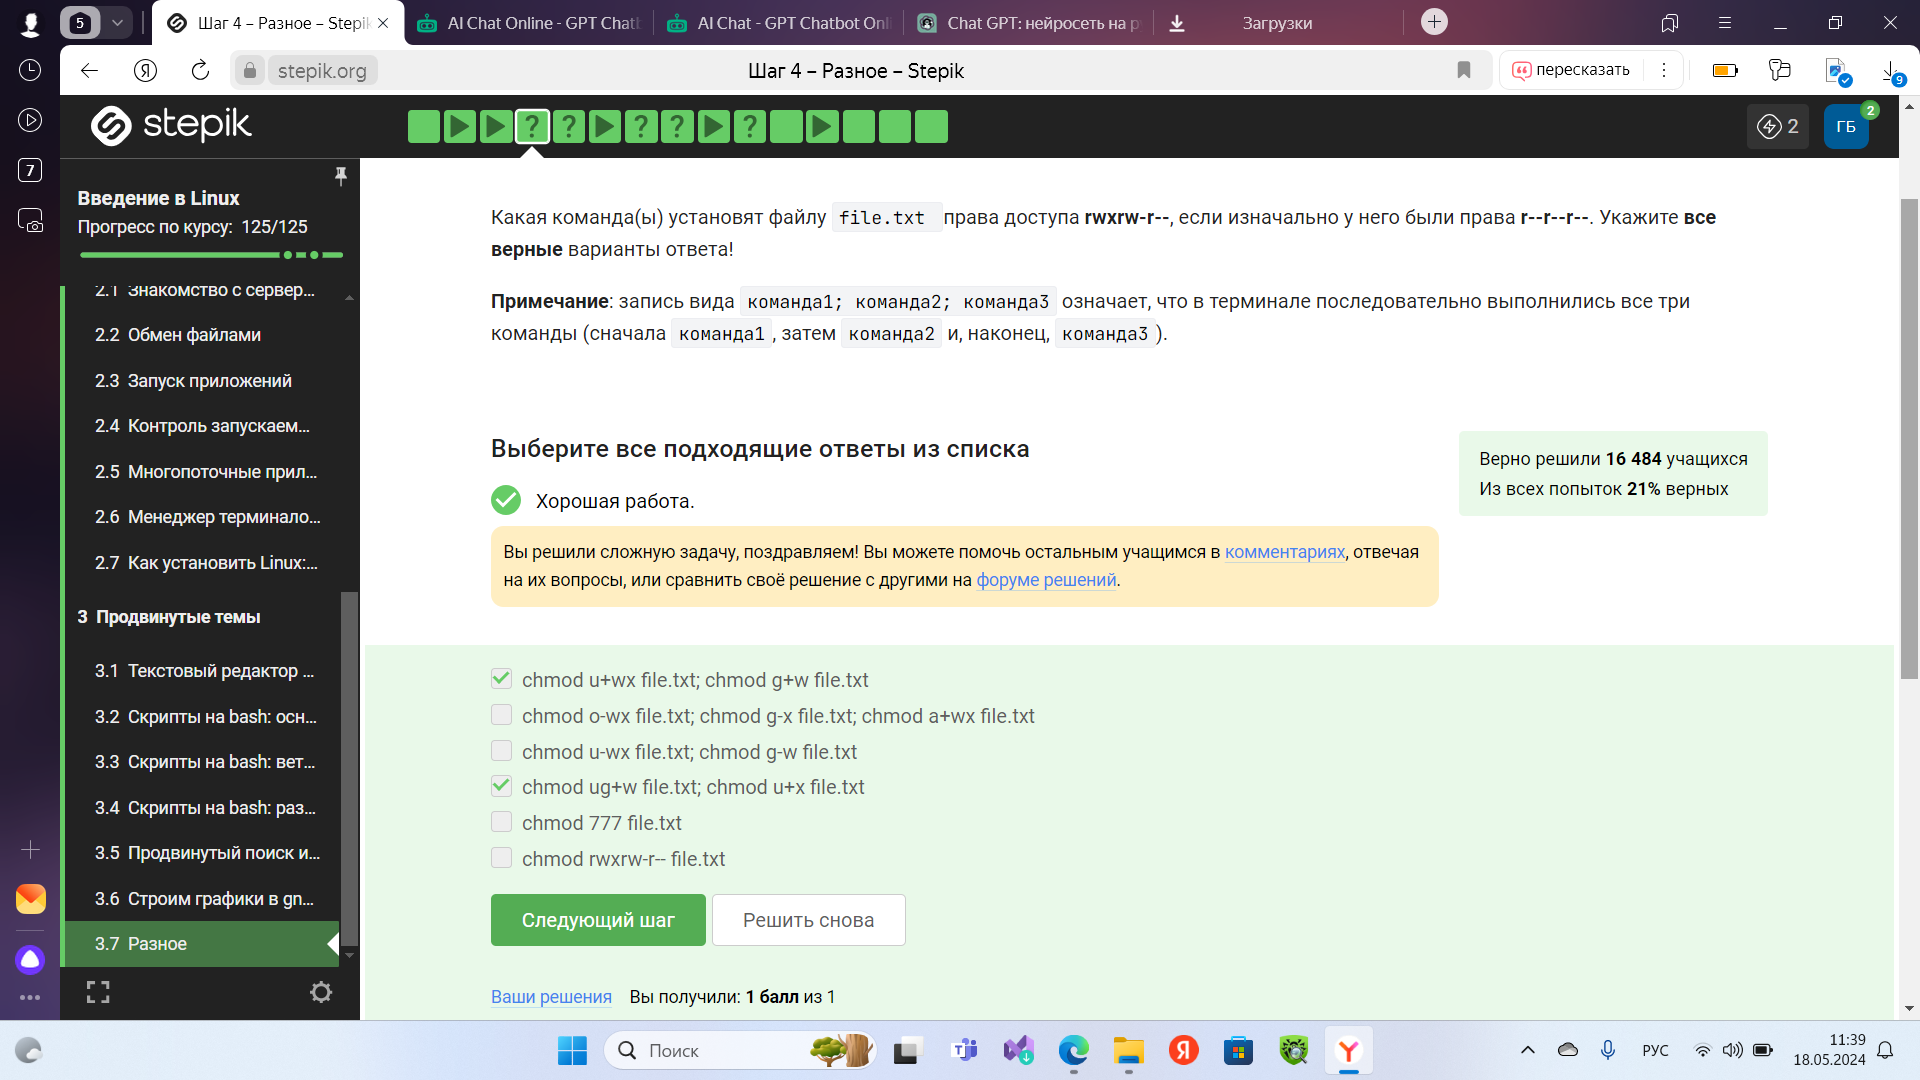 5
Шаг 4 – Разное – Stepik
AI Chat Online - GPT Chatb
AI Chat - GPT Chatbot Onl
Chat GPT: нейросеть на ру
Загрузки
stepik.org
Шаг 4 – Разное – Stepik
пересказать
9
7
stepik
? ? ? ? ?
2
ГБ
2
Введение в Linux
Прогресс по курсу: 125/125
2.1 Знакомство с сервер...
2.2 Обмен файлами
2.3 Запуск приложений
2.4 Контроль запускаем...
2.5 Многопоточные прил...
2.6 Менеджер терминало...
2.7 Как установить Linux:...
3 Продвинутые темы
3.1 Текстовый редактор ...
3.2 Скрипты на bash: осн...
3.3 Скрипты на bash: вет...
3.4 Скрипты на bash: раз...
3.5 Продвинутый поиск и...
3.6 Строим графики в gn...
3.7 Разное
Какая команда(ы) установят файлу file.txt права доступа rwxrw-r--, если изначально у него были права r--r--r--. Укажите все
верные варианты ответа!
Примечание: запись вида команда1; команда2; команда3 означает, что в терминале последовательно выполнились все три
команды (сначала команда1, затем команда2 и, наконец, команда3).
Выберите все подходящие ответы из списка
Верно решили 16 484 учащихся
Из всех попыток 21% верных
Хорошая работа.
Вы решили сложную задачу, поздравляем! Вы можете помочь остальным учащимся в комментариях, отвечая
на их вопросы, или сравнить своё решение с другими на форуме решений.
chmod u+wx file.txt; chmod g+w file.txt
chmod o-wx file.txt; chmod g-x file.txt; chmod a+wx file.txt
chmod u-wx file.txt; chmod g-w file.txt
chmod ug+w file.txt; chmod u+x file.txt
chmod 777 file.txt
chmod rwxrw-r-- file.txt
Следующий шаг
Решить снова
Ваши решения Вы получили: 1 балл из 1
Поиск
РУС
11:39
18.05.2024